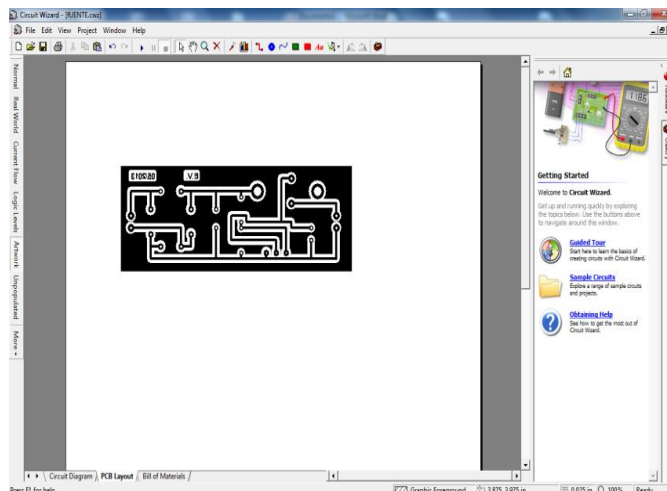 Circuit Wizard - [fUENTE.cwz]
File Edit View Project Window Help
Normal
Real World
Current Flow
Logic Levels
Artwork
Unpopulated
More
E.V.
Getting Started
Welcome to Circuit Wizard.
Get up and running quickly by exploring
the topics below. Use the buttons above
to navigate around this window.
Guided Tour
Start here to learn the basics of
creating circuits with Circuit Wizard.
Sample Circuits
Explore a range of sample circuits
and projects.
Obtaining Help
See how to get the most out of
Circuit Wizard.
Circuit Diagram PCB Layout Bill of Materials
Press F1 for help
Graphic Foreground 3.875, 3.975 in 0.025 in 100% Ready